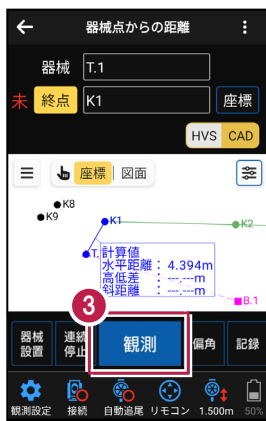 器械点からの距離
器械 T.1
未 終点 K1 座標
HVS CAD
座標 図面
K8
K9
K1
K2
T.
計算値
水平距離： 4.394m
高低差 ： ---.---m
斜距離 ： ---.---m
B.1
3
器械設置 連続停止 観測 偏角 記録
観測設定 接続 自動追尾 リモコン 1.500m 50%